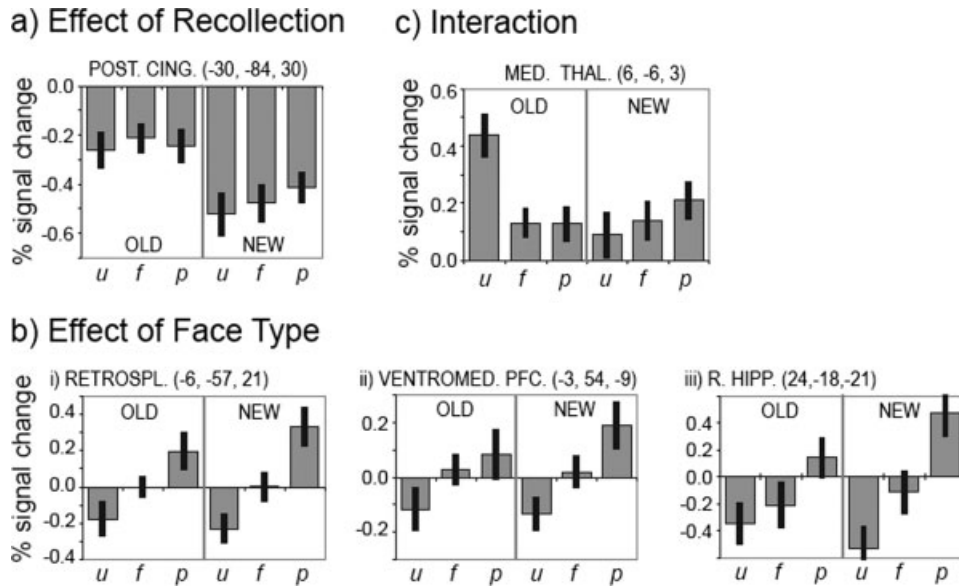 a) Effect of Recollection
POST. CING. (-30, -84, 30)
% signal change
0.0
-0.2
-0.4
-0.6
OLD NEW
u f p u f p
c) Interaction
MED. THAL. (6, -6, 3)
% signal change
0.6
0.4
0.2
0.0
OLD NEW
u f p u f p
b) Effect of Face Type
i) RETROSPL. (-6, -57, 21)
% signal change
0.4
0.2
0.0
-0.2
-0.4
OLD NEW
u f p u f p
ii) VENTROMED. PFC. (-3, 54, -9)
0.2
0.0
-0.2
OLD NEW
u f p u f p
iii) R. HIPP. (24,-18,-21)
0.4
0.2
0.0
-0.2
-0.4
OLD NEW
u f p u f p